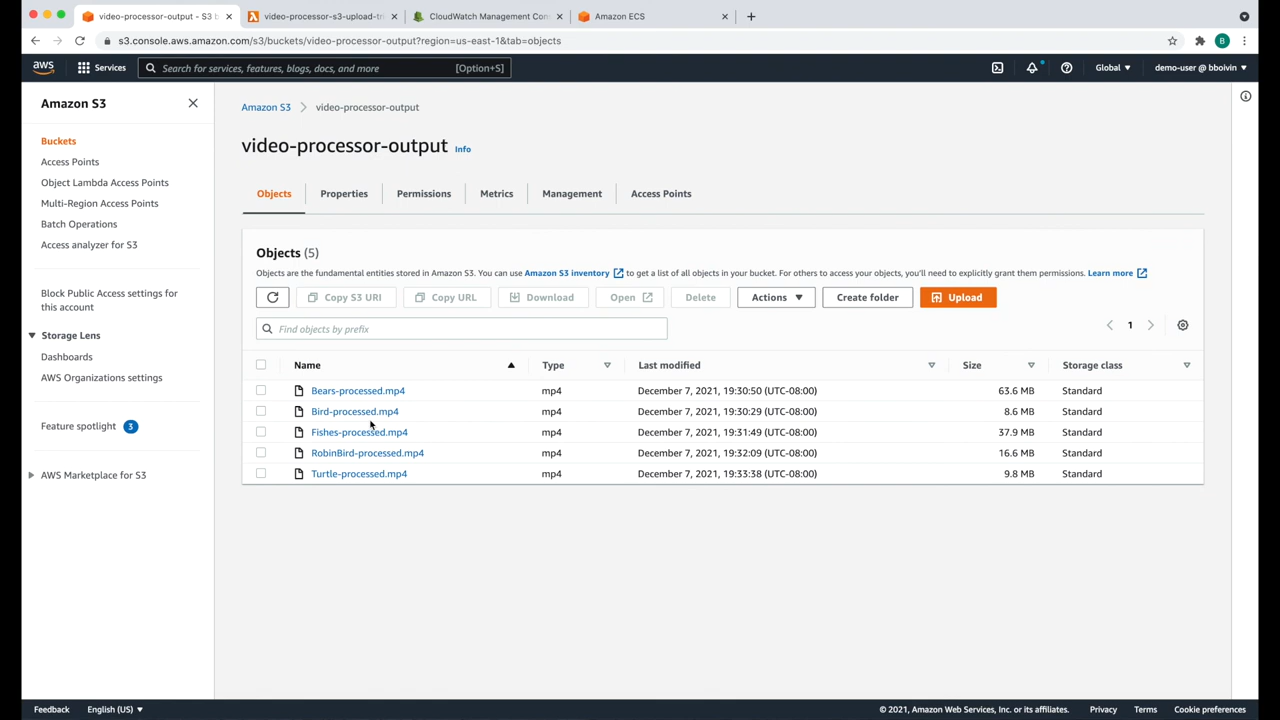 video-processor-output - S3 b
video-processor-s3-upload-tri
CloudWatch Management Con
Amazon ECS
s3.console.aws.amazon.com/s3/buckets/video-processor-output?region=us-east-1&tab=objects
B
aws
Services
Search for services, features, blogs, docs, and more
[Option+S]
Global
demo-user @ bboivin
Amazon S3
Buckets
Access Points
Object Lambda Access Points
Multi-Region Access Points
Batch Operations
Access analyzer for S3
Block Public Access settings for
this account
Storage Lens
Dashboards
AWS Organizations settings
Feature spotlight 3
AWS Marketplace for S3
Amazon S3 > video-processor-output
video-processor-output Info
Objects Properties Permissions Metrics Management Access Points
Objects (5)
Objects are the fundamental entities stored in Amazon S3. You can use Amazon S3 inventory to get a list of all objects in your bucket. For others to access your objects, you'll need to explicitly grant them permissions. Learn more
Copy S3 URI Copy URL Download Open Delete Actions Create folder Upload
Find objects by prefix
1
Name Type Last modified Size Storage class
Bears-processed.mp4 mp4 December 7, 2021, 19:30:50 (UTC-08:00) 63.6 MB Standard
Bird-processed.mp4 mp4 December 7, 2021, 19:30:29 (UTC-08:00) 8.6 MB Standard
Fishes-processed.mp4 mp4 December 7, 2021, 19:31:49 (UTC-08:00) 37.9 MB Standard
RobinBird-processed.mp4 mp4 December 7, 2021, 19:32:09 (UTC-08:00) 16.6 MB Standard
Turtle-processed.mp4 mp4 December 7, 2021, 19:33:38 (UTC-08:00) 9.8 MB Standard
Feedback English (US)
© 2021, Amazon Web Services, Inc. or its affiliates. Privacy Terms Cookie preferences